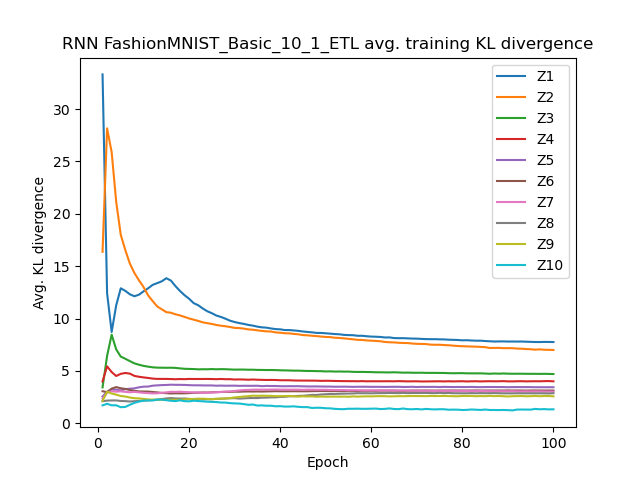 RNN FashionMNIST_Basic_10_1_ETL avg. training KL divergence
Avg. KL divergence
30
25
20
15
10
5
0
0 20 40 60 80 100
Epoch
Z1
Z2
Z3
Z4
Z5
Z6
Z7
Z8
Z9
Z10